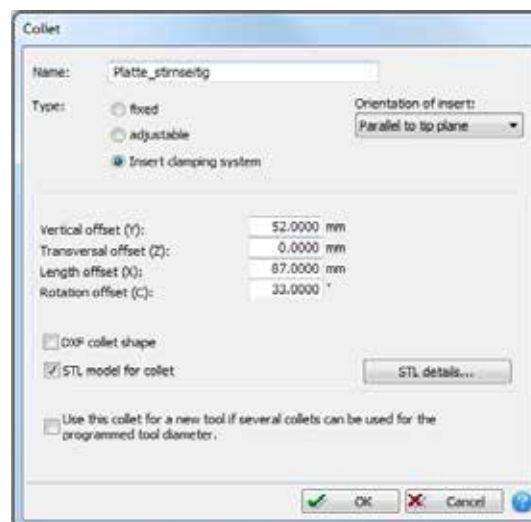 Collet
Name: Platte_stirnseitig
Type:
fixed
adjustable
Insert clamping system
Orientation of insert:
Parallel to tip plane
Vertical offset (Y): 52.0000 mm
Transversal offset (Z): 0.0000 mm
Length offset (X): 87.0000 mm
Rotation offset (C): 33.0000 °
DXF collet shape
STL model for collet
STL details...
Use this collet for a new tool if several collets can be used for the
programmed tool diameter.
OK Cancel ?